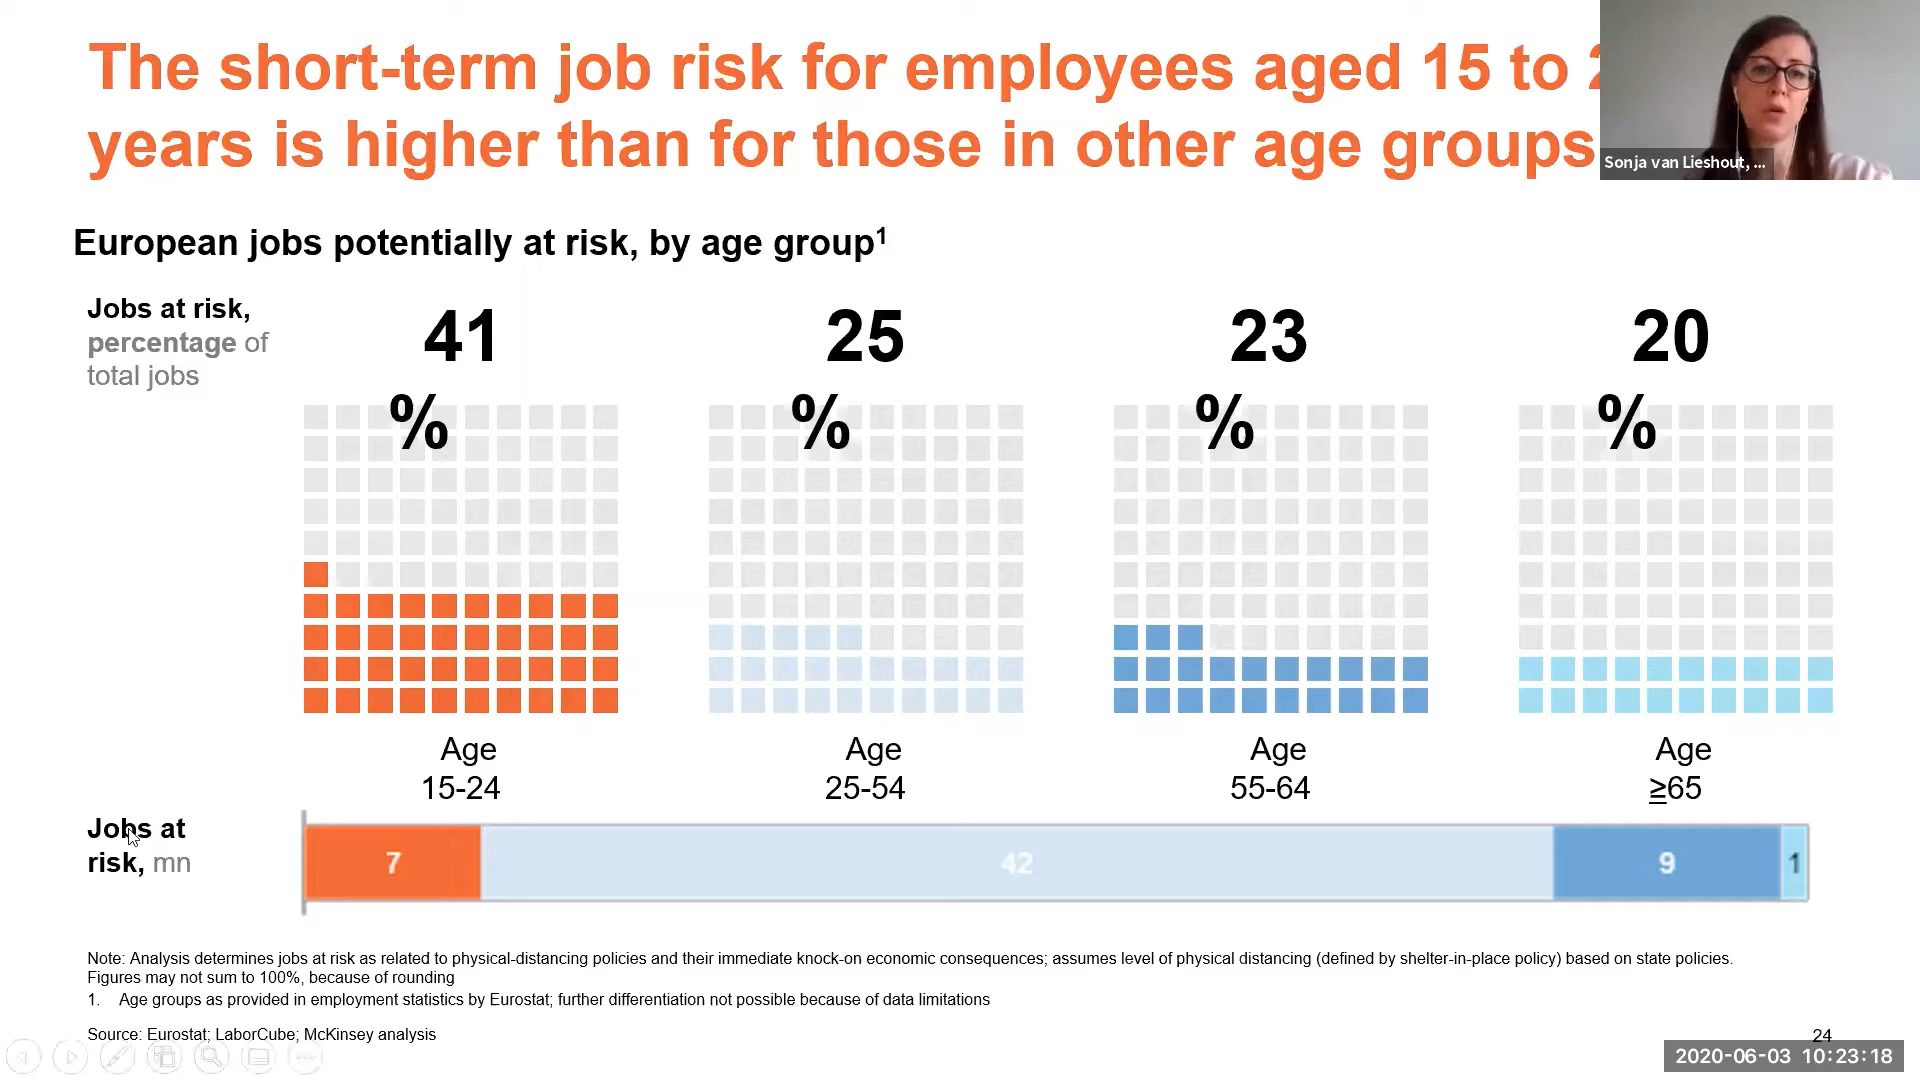 The short-term job risk for employees aged 15 to
years is higher than for those in other age groups
Sonja van Lieshout, ...
European jobs potentially at risk, by age group1
Jobs at risk,
percentage of
total jobs
41
%
25
%
23
%
20
%
Age
15-24
Age
25-54
Age
55-64
Age
≥65
Jobs at
risk, mn
7
42
9
1
Note: Analysis determines jobs at risk as related to physical-distancing policies and their immediate knock-on economic consequences; assumes level of physical distancing (defined by shelter-in-place policy) based on state policies.
Figures may not sum to 100%, because of rounding
1. Age groups as provided in employment statistics by Eurostat; further differentiation not possible because of data limitations
Source: Eurostat; LaborCube; McKinsey analysis
24
2020-06-03 10:23:18